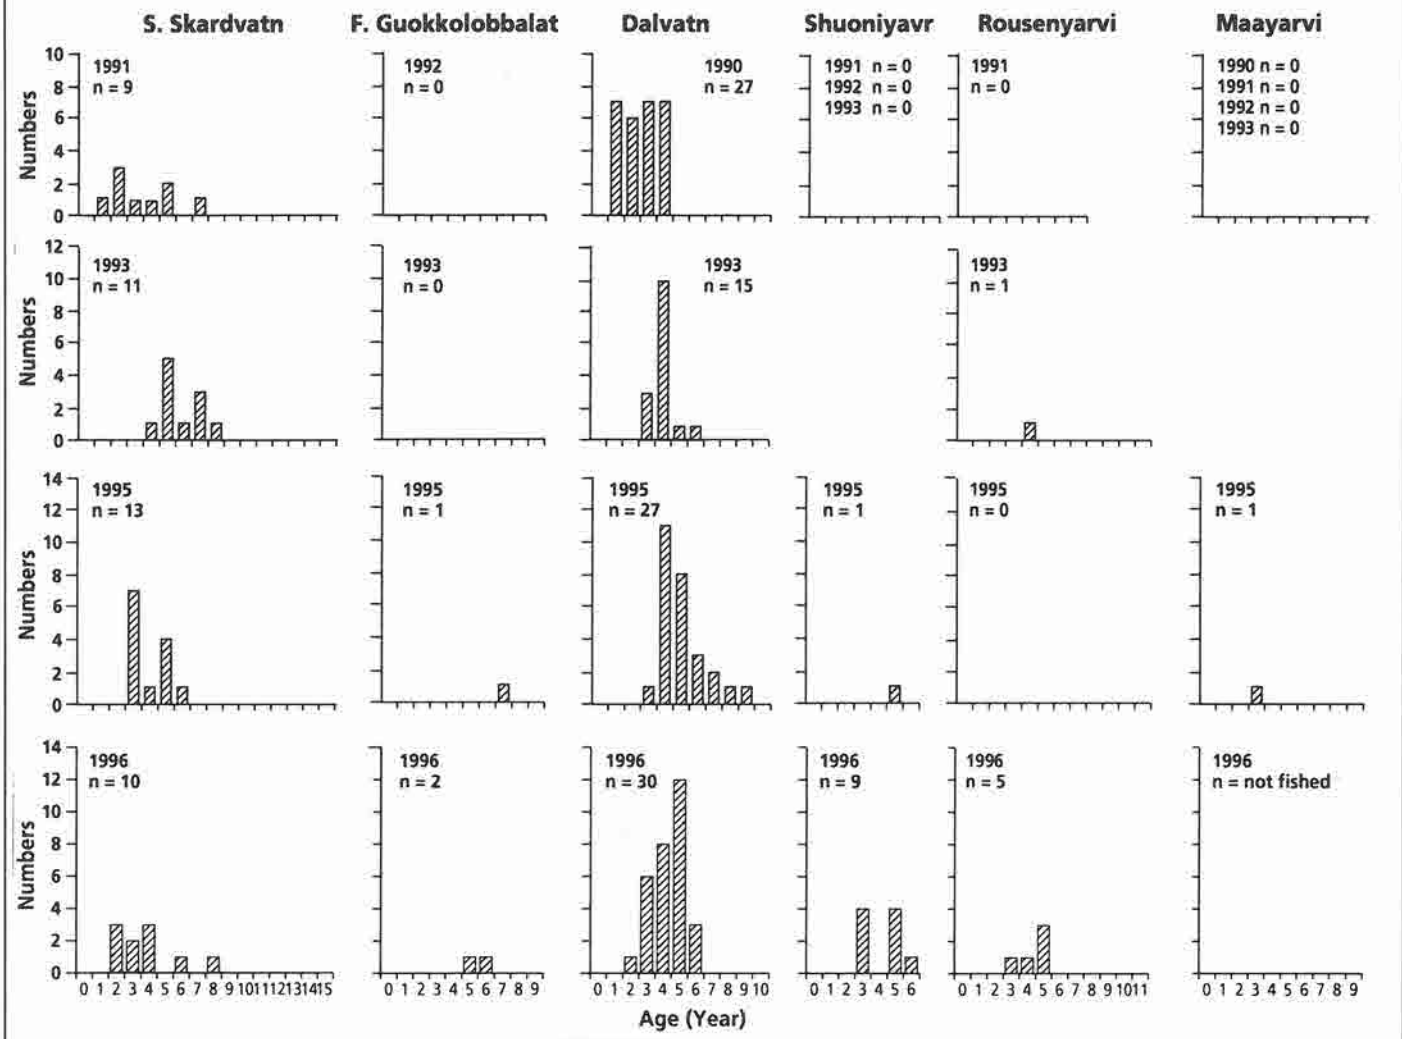 S. Skardvatn F. Guokkolobbalat Dalvatn Shuoniyavr Rousenyarvi Maayarvi
Numbers
10
8
6
4
2
0
1991
n = 9
1992
n = 0
1990
n = 27
1991 n = 0
1992 n = 0
1993 n = 0
1991
n = 0
1990 n = 0
1991 n = 0
1992 n = 0
1993 n = 0
Numbers
12
10
8
6
4
2
0
1993
n = 11
1993
n = 0
1993
n = 15
1993
n = 1
Numbers
14
12
10
8
6
4
2
0
1995
n = 13
1995
n = 1
1995
n = 27
1995
n = 1
1995
n = 0
1995
n = 1
Numbers
14
12
10
8
6
4
2
0
1996
n = 10
1996
n = 2
1996
n = 30
1996
n = 9
1996
n = 5
1996
n = not fished
0 1 2 3 4 5 6 7 8 9 10 11 12 13 14 15
0 1 2 3 4 5 6 7 8 9
0 1 2 3 4 5 6 7 8 9 10
0 1 2 3 4 5 6
0 1 2 3 4 5 6 7 8 9 10 11
0 1 2 3 4 5 6 7 8 9
Age (Year)